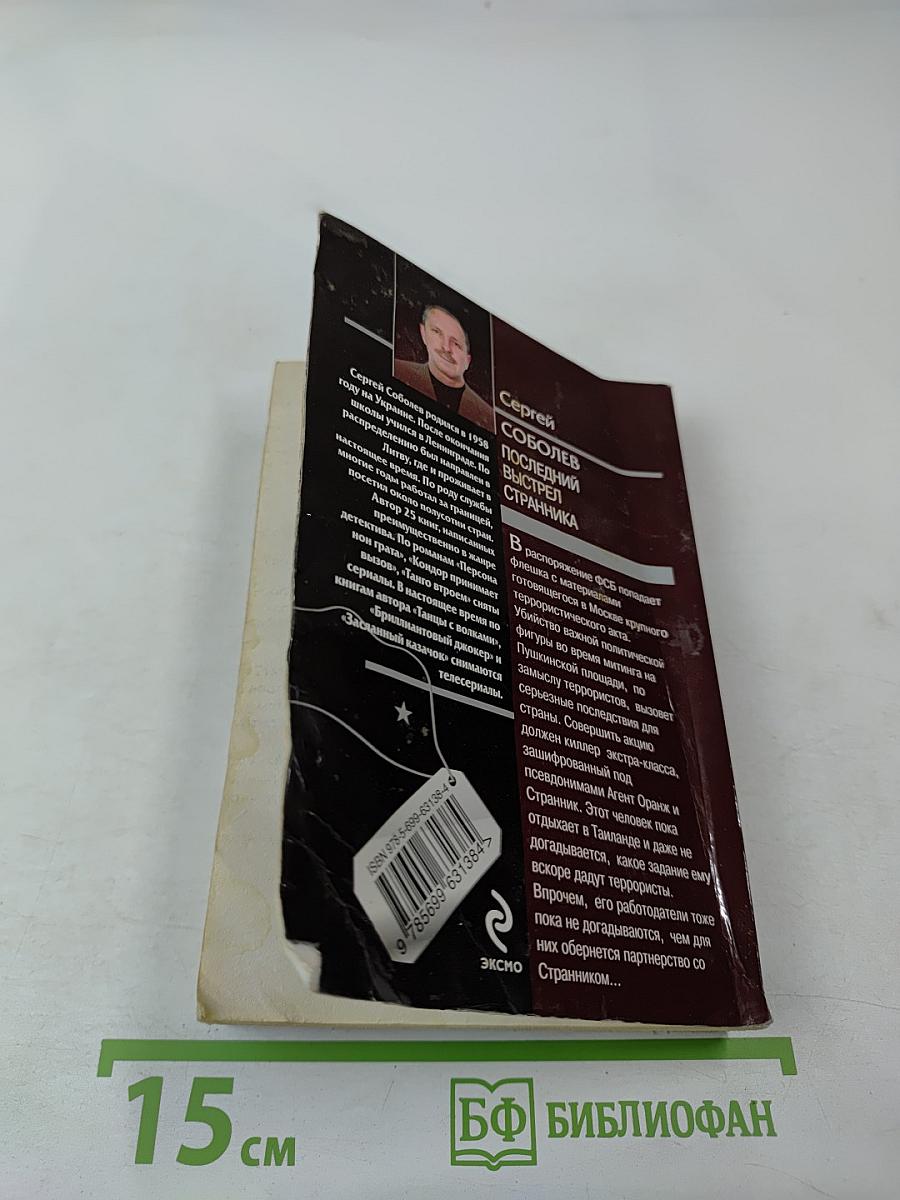 Сергей Соболев родился в 1958
году на Украине. После окончания
школы учился в Ленинграде. По
распределению был направлен в
Литву, где и проживает в
настоящее время. По роду службы
многие годы работал за границей,
посетил около полусотни стран.
Автор 25 книг, написанных
преимущественно в жанре
детектива. По романам «Персона
нон грата», «Кондор принимает
вызов», «Танго втроем» сняты
сериалы. В настоящее время по
книгам автора «Танцы с волками»,
«Бриллиантовый джокер» и
«Засланный казачок» снимаются
телесериалы.
ISBN 978-5-699-63138-4
9 785699 631384>
ЭКСМО
Сергей
СОБОЛЕВ
ПОСЛЕДНИЙ
ВЫСТРЕЛ
СТРАННИКА
В распоряжение ФСБ попадает
флешка с материалами
готовящегося в Москве крупного
террористического акта.
Убийство важной политической
фигуры во время митинга на
Пушкинской площади, по
замыслу террористов, вызовет
серьезные последствия для
страны. Совершить акцию
должен киллер экстра-класса,
зашифрованный под
псевдонимами Агент Оранж и
Странник. Этот человек пока
отдыхает в Таиланде и даже не
догадывается, какое задание ему
вскоре дадут террористы.
Впрочем, его работодатели тоже
пока не догадываются, чем для
них обернется партнерство со
Странником...
15 см
БФ БИБЛИОФАН